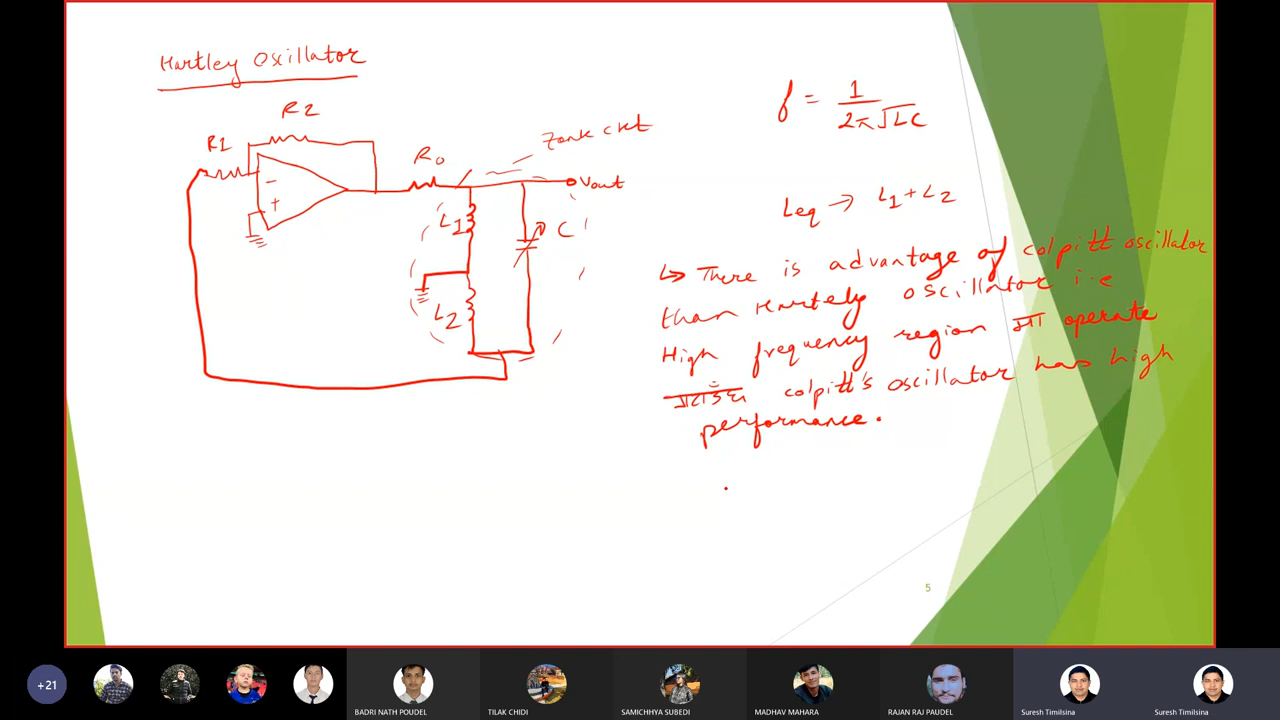 Hartley Oscillator
R2
R1
-
+
Ro
Tank Ckt
Vout
L1
C
L2
f = 1 / 2π√LC
Leq → L1 + L2
↳ There is advantage of colpitt oscillator
than Hartely oscillator i.e
High frequency region मा operate
colpitt's oscillator has high
performance.
5
+21
BADRI NATH POUDEL
TILAK CHIDI
SAMICHHYA SUBEDI
MADHAV MAHARA
RAJAN RAJ PAUDEL
Suresh Timilsina
Suresh Timilsina